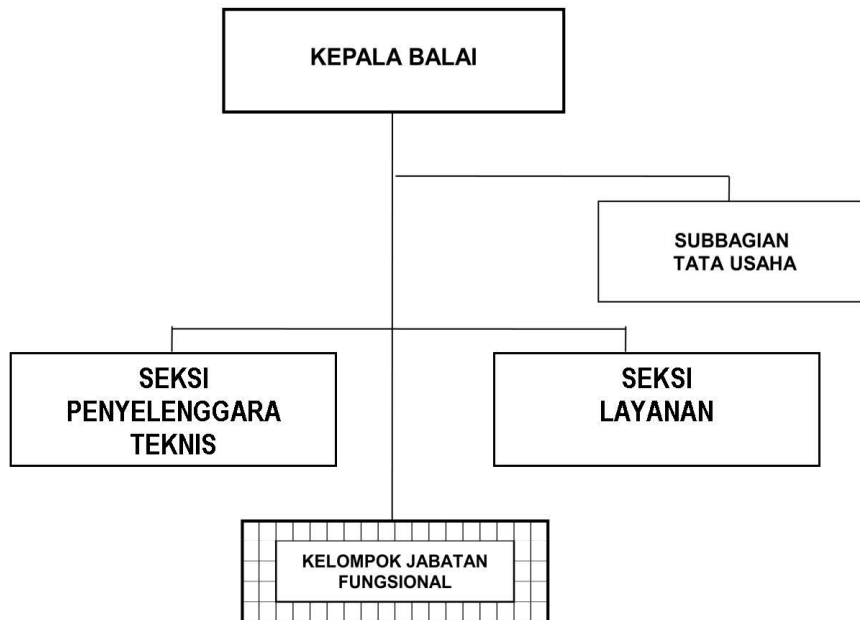 KEPALA BALAI
SUBBAGIAN
TATA USAHA
SEKSI
PENYELENGGARA
TEKNIS
SEKSI
LAYANAN
KELOMPOK JABATAN
FUNGSIONAL